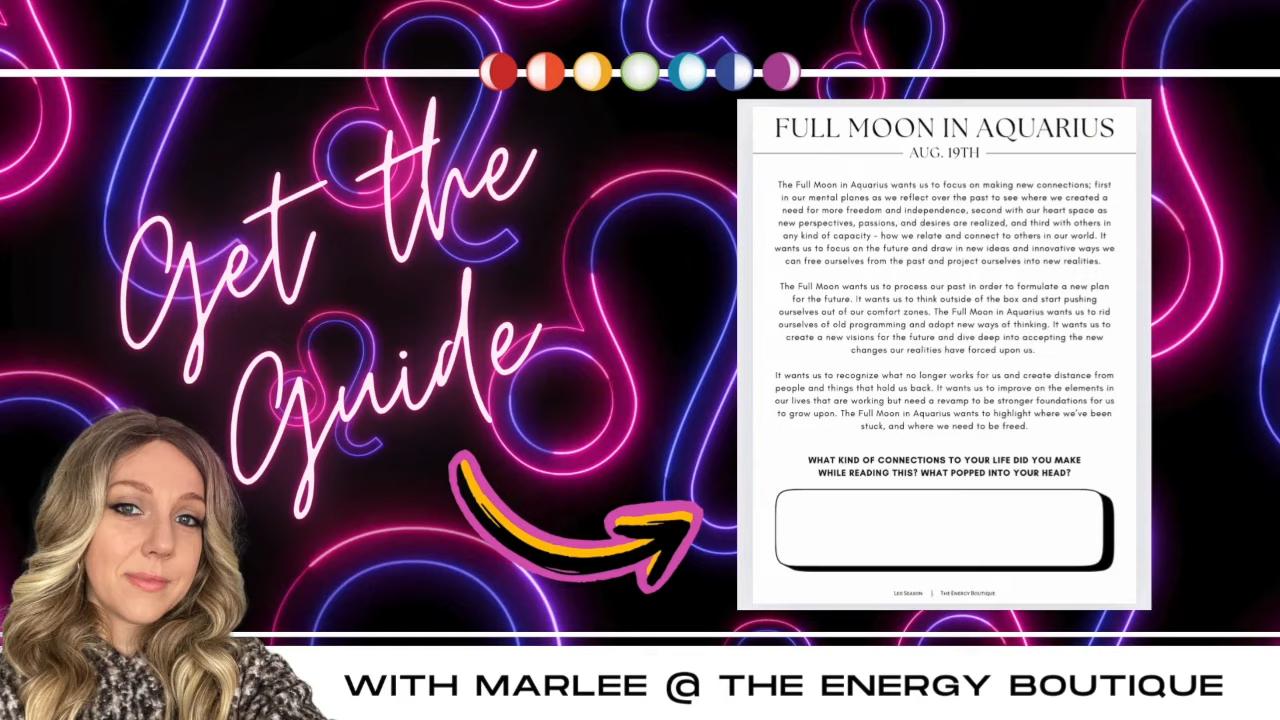 Get the
Guide
FULL MOON IN AQUARIUS
AUG. 19TH
The Full Moon in Aquarius wants us to focus on making new connections; first
in our mental planes as we reflect over the past to see where we created a
need for more freedom and independence, second with our heart space as
new perspectives, passions, and desires are realized, and third with others in
any kind of capacity - how we relate and connect to others in our world. It
wants us to focus on the future and draw in new ideas and innovative ways we
can free ourselves from the past and project ourselves into new realities.
The Full Moon wants us to process our past in order to formulate a new plan
for the future. It wants us to think outside of the box and start pushing
ourselves out of our comfort zones. The Full Moon in Aquarius wants us to rid
ourselves of old programming and adopt new ways of thinking. It wants us to
create a new visions for the future and dive deep into accepting the new
changes our realities have forced upon us.
It wants us to recognize what no longer works for us and create distance from
people and things that hold us back. It wants us to improve on the elements in
our lives that are working but need a revamp to be stronger foundations for us
to grow upon. The Full Moon in Aquarius wants to highlight where we've been
stuck, and where we need to be freed.
WHAT KIND OF CONNECTIONS TO YOUR LIFE DID YOU MAKE
WHILE READING THIS? WHAT POPPED INTO YOUR HEAD?
LEO SEASON | THE ENERGY BOUTIQUE
WITH MARLEE @ THE ENERGY BOUTIQUE